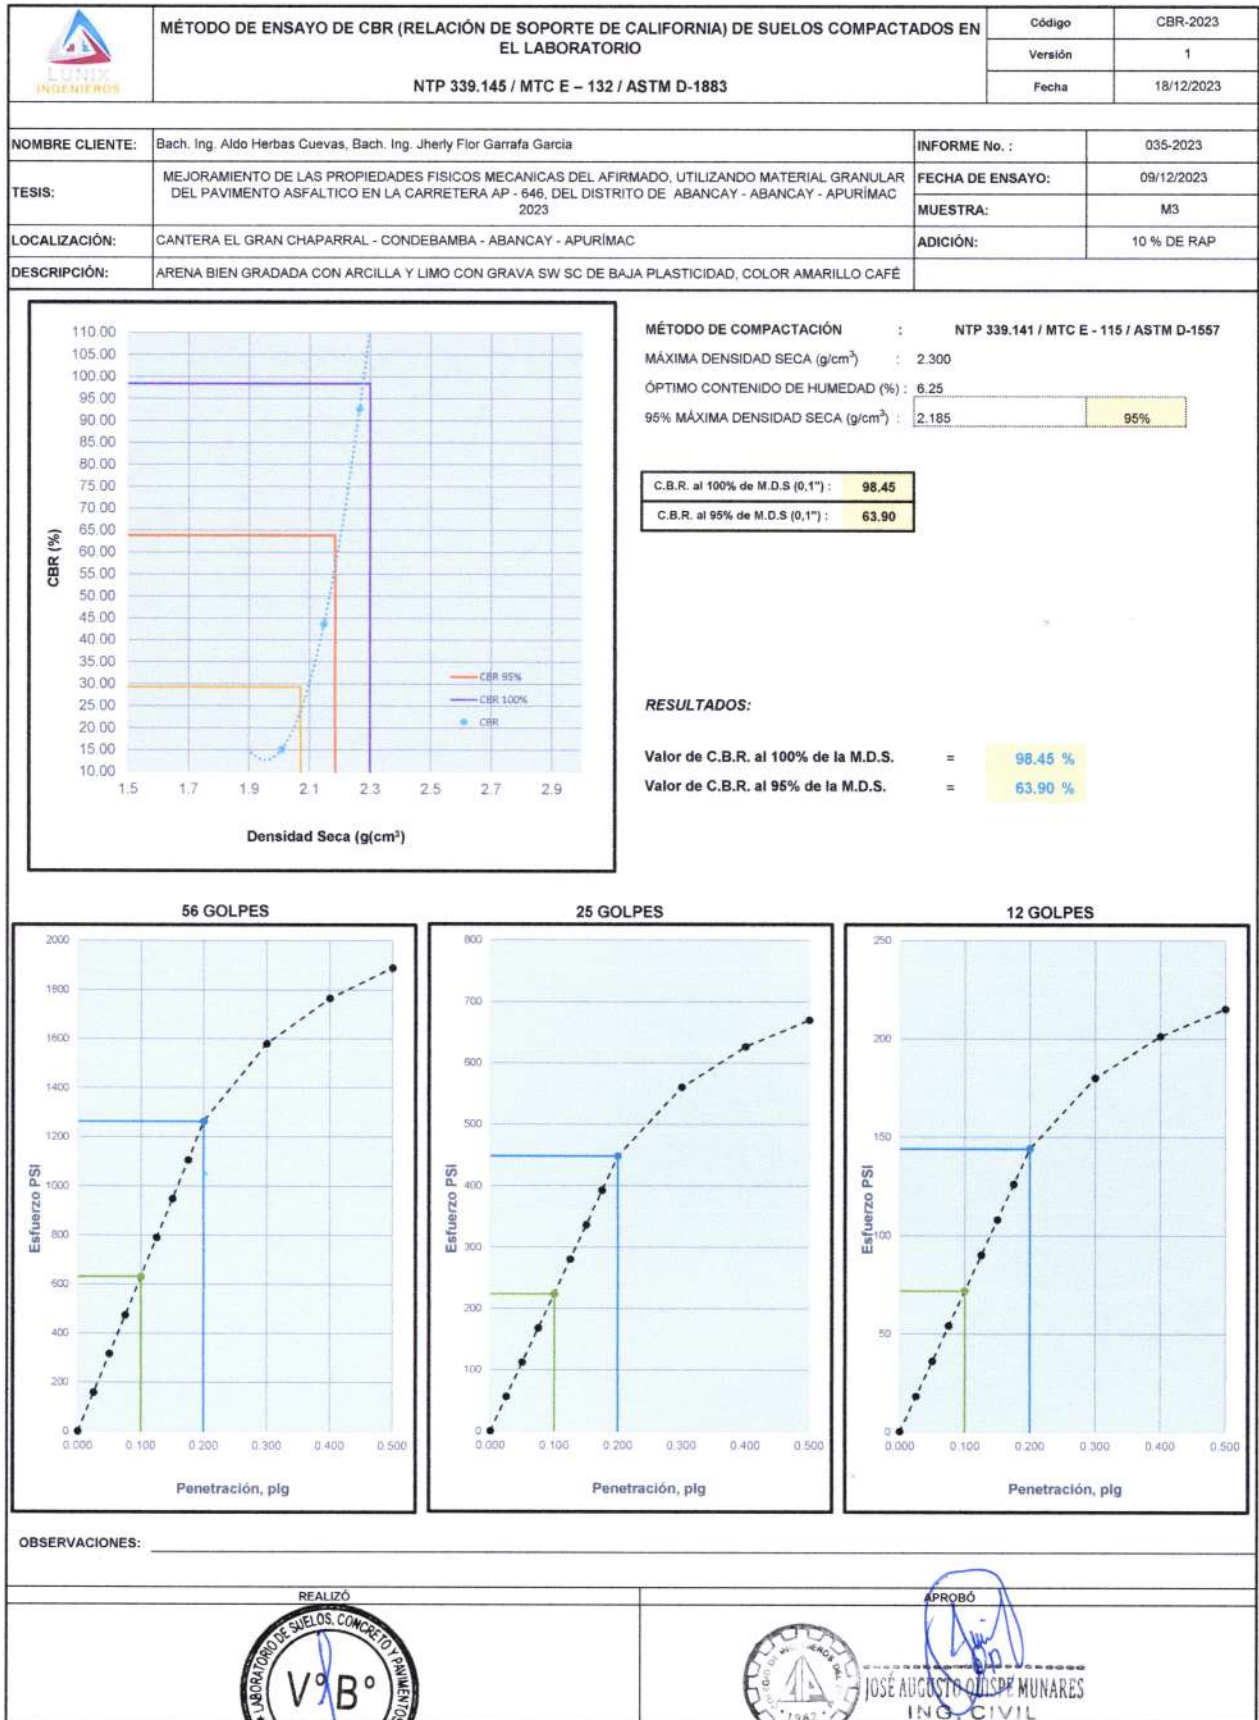 LUNIX
INGENIEROS
MÉTODO DE ENSAYO DE CBR (RELACIÓN DE SOPORTE DE CALIFORNIA) DE SUELOS COMPACTADOS EN
EL LABORATORIO
NTP 339.145 / MTC E – 132 / ASTM D-1883
Código CBR-2023
Versión 1
Fecha 18/12/2023
NOMBRE CLIENTE: Bach. Ing. Aldo Herbas Cuevas, Bach. Ing. Jherly Flor Garrafa Garcia
INFORME No. : 035-2023
TESIS: MEJORAMIENTO DE LAS PROPIEDADES FISICOS MECANICAS DEL AFIRMADO, UTILIZANDO MATERIAL GRANULAR
DEL PAVIMENTO ASFALTICO EN LA CARRETERA AP - 646, DEL DISTRITO DE ABANCAY - ABANCAY - APURÍMAC
2023
FECHA DE ENSAYO: 09/12/2023
MUESTRA: M3
LOCALIZACIÓN: CANTERA EL GRAN CHAPARRAL - CONDEBAMBA - ABANCAY - APURÍMAC
ADICIÓN: 10 % DE RAP
DESCRIPCIÓN: ARENA BIEN GRADADA CON ARCILLA Y LIMO CON GRAVA SW SC DE BAJA PLASTICIDAD, COLOR AMARILLO CAFÉ
110.00
105.00
100.00
95.00
90.00
85.00
80.00
75.00
70.00
65.00
60.00
55.00
50.00
45.00
40.00
35.00
30.00
25.00
20.00
15.00
10.00
CBR (%)
CBR 95%
CBR 100%
CBR
1.5 1.7 1.9 2.1 2.3 2.5 2.7 2.9
Densidad Seca (g(cm³)
MÉTODO DE COMPACTACIÓN : NTP 339.141 / MTC E - 115 / ASTM D-1557
MÁXIMA DENSIDAD SECA (g/cm³) : 2.300
ÓPTIMO CONTENIDO DE HUMEDAD (%) : 6.25
95% MÁXIMA DENSIDAD SECA (g/cm³) : 2.185 95%
C.B.R. al 100% de M.D.S (0,1") : 98.45
C.B.R. al 95% de M.D.S (0,1") : 63.90
RESULTADOS:
Valor de C.B.R. al 100% de la M.D.S. = 98.45 %
Valor de C.B.R. al 95% de la M.D.S. = 63.90 %
56 GOLPES
2000
1800
1600
1400
1200
1000
800
600
400
200
0
Esfuerzo PSI
0.000 0.100 0.200 0.300 0.400 0.500
Penetración, plg
25 GOLPES
800
700
600
500
400
300
200
100
0
Esfuerzo PSI
0.000 0.100 0.200 0.300 0.400 0.500
Penetración, plg
12 GOLPES
250
200
150
100
50
0
Esfuerzo PSI
0.000 0.100 0.200 0.300 0.400 0.500
Penetración, plg
OBSERVACIONES:
REALIZÓ
APROBÓ
LABORATORIO DE SUELOS, CONCRETO Y PAVIMENTOS
V°B°
1962
JOSÉ AUGUSTO QUISPE MUNARES
ING. CIVIL